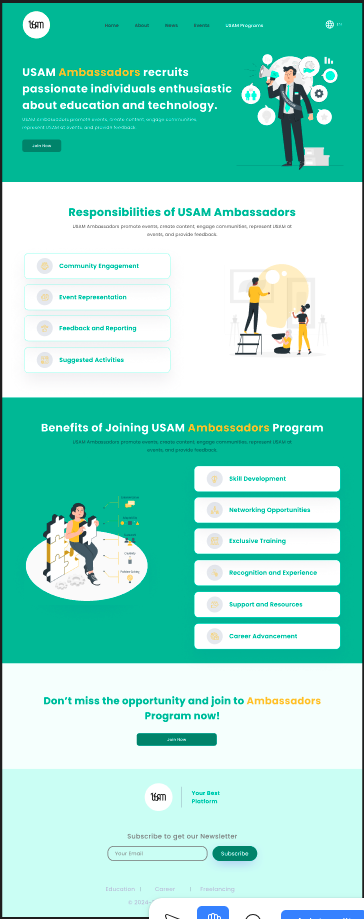 USAM
Home About News Events USAM Programs EN
USAM Ambassadors recruits
passionate individuals enthusiastic
about education and technology.
USAM Ambassadors promote events, create content, engage communities,
represent USAM at events, and provide feedback.
Join Now
Responsibilities of USAM Ambassadors
USAM Ambassadors promote events, create content, engage communities, represent USAM at
events, and provide feedback.
Community Engagement
Event Representation
Feedback and Reporting
Suggested Activities
Benefits of Joining USAM Ambassadors Program
USAM Ambassadors promote events, create content, engage communities, represent USAM at
events, and provide feedback.
Skill Development
Networking Opportunities
Exclusive Training
Recognition and Experience
Support and Resources
Career Advancement
Don't miss the opportunity and join to Ambassadors
Program now!
Join Now
USAM
Your Best
Platform
Subscribe to get our Newsletter
Your Email
Subscribe
Education | Career | Freelancing
© 2024